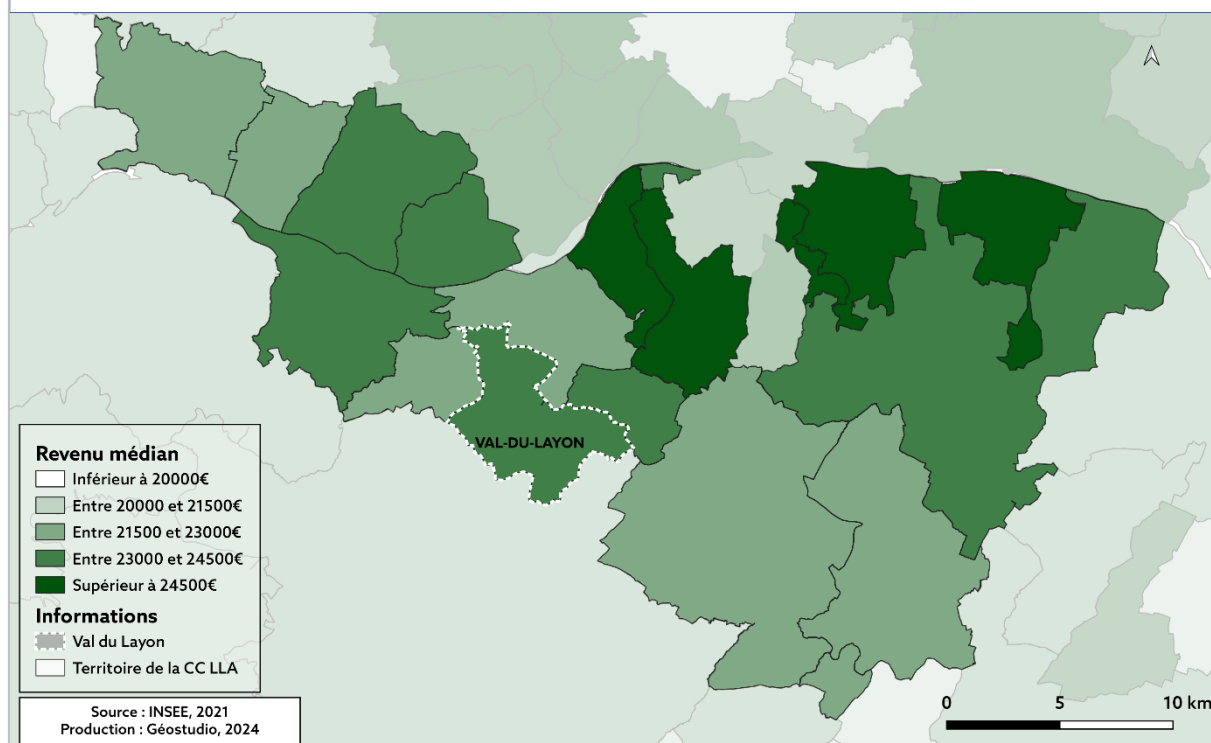 VAL-DU-LAYON
Revenu médian
Inférieur à 20000€
Entre 20000 et 21500€
Entre 21500 et 23000€
Entre 23000 et 24500€
Supérieur à 24500€
Informations
Val du Layon
Territoire de la CC LLA
Source : INSEE, 2021
Production : Géostudio, 2024
0 5 10 km